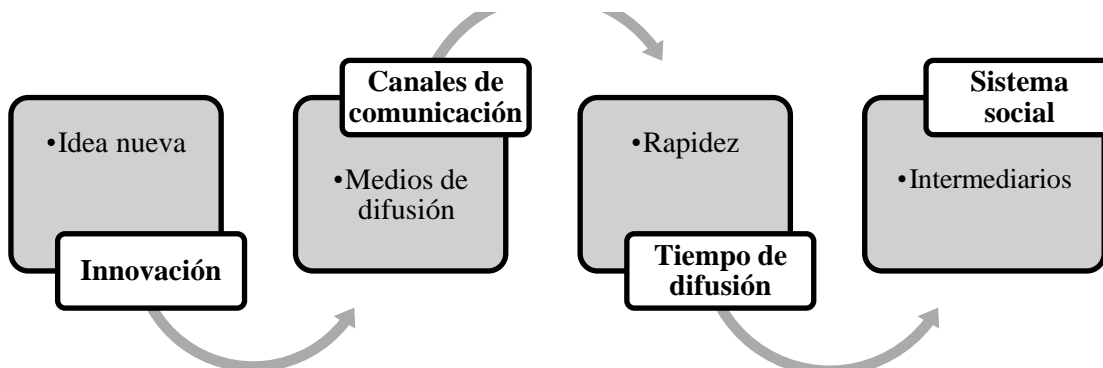 •Idea nueva
Innovación
Canales de
comunicación
•Medios de
difusión
•Rapidez
Tiempo de
difusión
Sistema
social
•Intermediarios